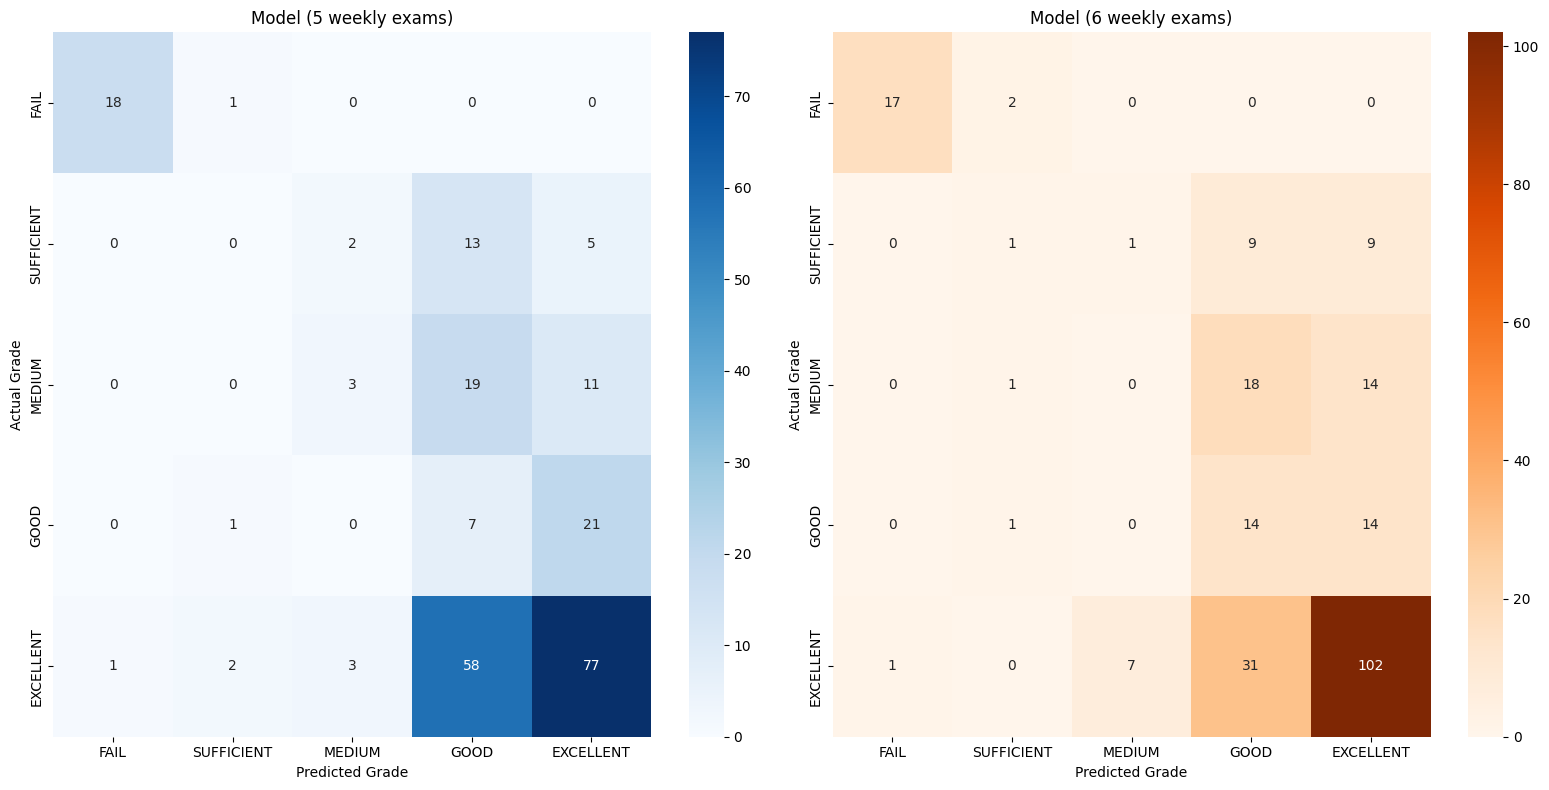 Model (5 weekly exams)
FAIL
SUFFICIENT
MEDIUM
GOOD
EXCELLENT
Actual Grade
18 1 0 0 0
0 0 2 13 5
0 0 3 19 11
0 1 0 7 21
1 2 3 58 77
FAIL SUFFICIENT MEDIUM GOOD EXCELLENT
Predicted Grade
70
60
50
40
30
20
10
0
Model (6 weekly exams)
FAIL
SUFFICIENT
MEDIUM
GOOD
EXCELLENT
Actual Grade
17 2 0 0 0
0 1 1 9 9
0 1 0 18 14
0 1 0 14 14
1 0 7 31 102
FAIL SUFFICIENT MEDIUM GOOD EXCELLENT
Predicted Grade
100
80
60
40
20
0